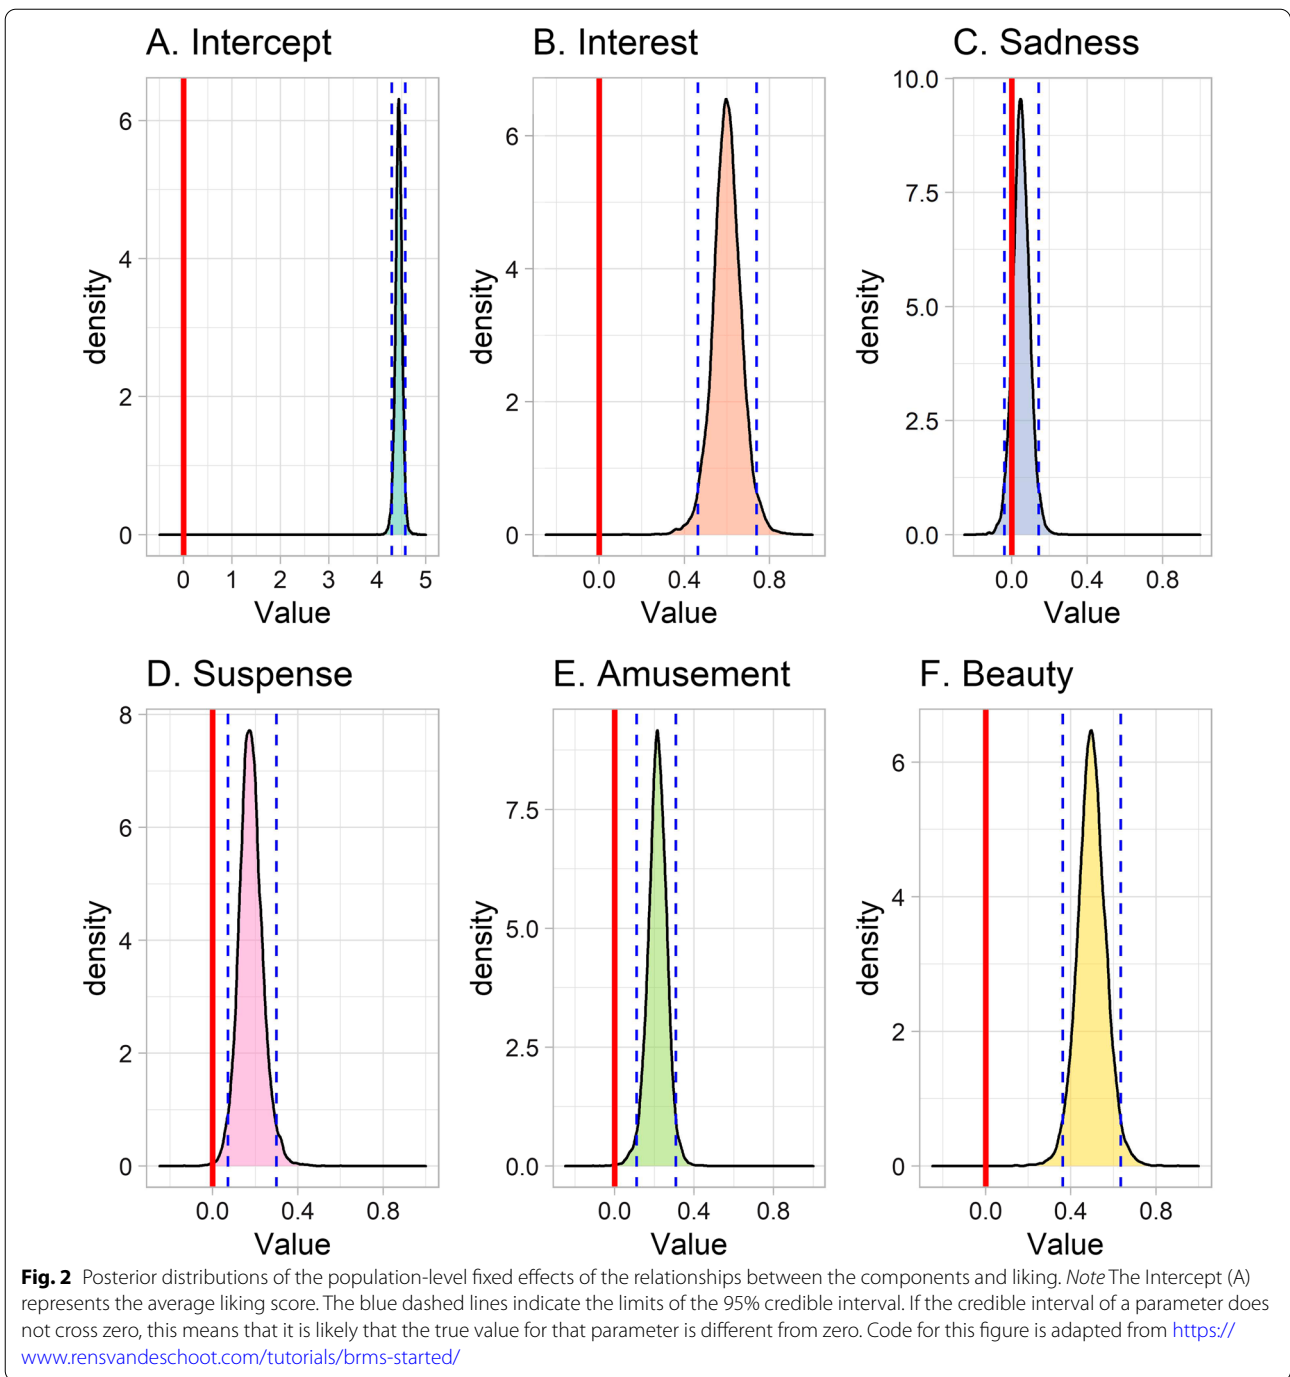 A. Intercept
B. Interest
C. Sadness
density
6
4
2
0
0 1 2 3 4 5
Value
density
6
4
2
0
0.0 0.4 0.8
Value
density
10.0
7.5
5.0
2.5
0.0
0.0 0.4 0.8
Value
D. Suspense
E. Amusement
F. Beauty
density
8
6
4
2
0
0.0 0.4 0.8
Value
density
7.5
5.0
2.5
0.0
0.0 0.4 0.8
Value
density
6
4
2
0
0.0 0.4 0.8
Value
Fig. 2 Posterior distributions of the population-level fixed effects of the relationships between the components and liking. Note The Intercept (A)
represents the average liking score. The blue dashed lines indicate the limits of the 95% credible interval. If the credible interval of a parameter does
not cross zero, this means that it is likely that the true value for that parameter is different from zero. Code for this figure is adapted from https://
www.rensvandeschoot.com/tutorials/brms-started/